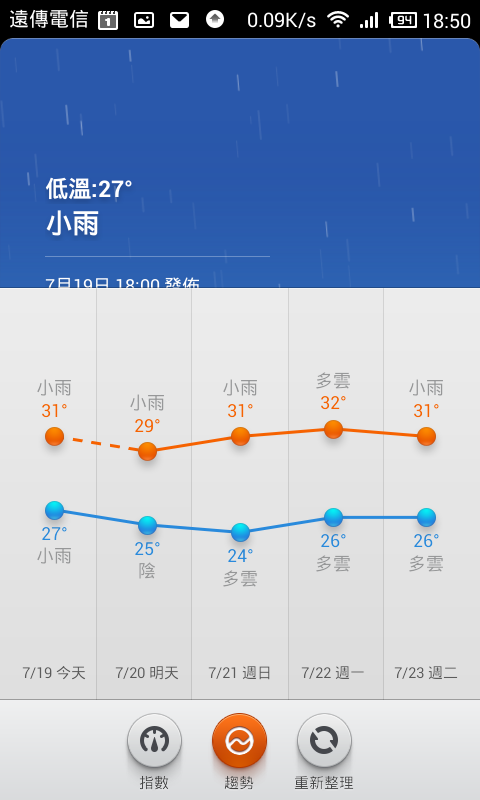 遠傳電信 1 0.09K/s 94 18:50
低溫:27°
小雨
7月19日 18:00 發佈
小雨 小雨 小雨 多雲 小雨
31° 29° 31° 32° 31°
27° 25° 24° 26° 26°
小雨 陰 多雲 多雲 多雲
7/19 今天 7/20 明天 7/21 週日 7/22 週一 7/23 週二
指數 趨勢 重新整理